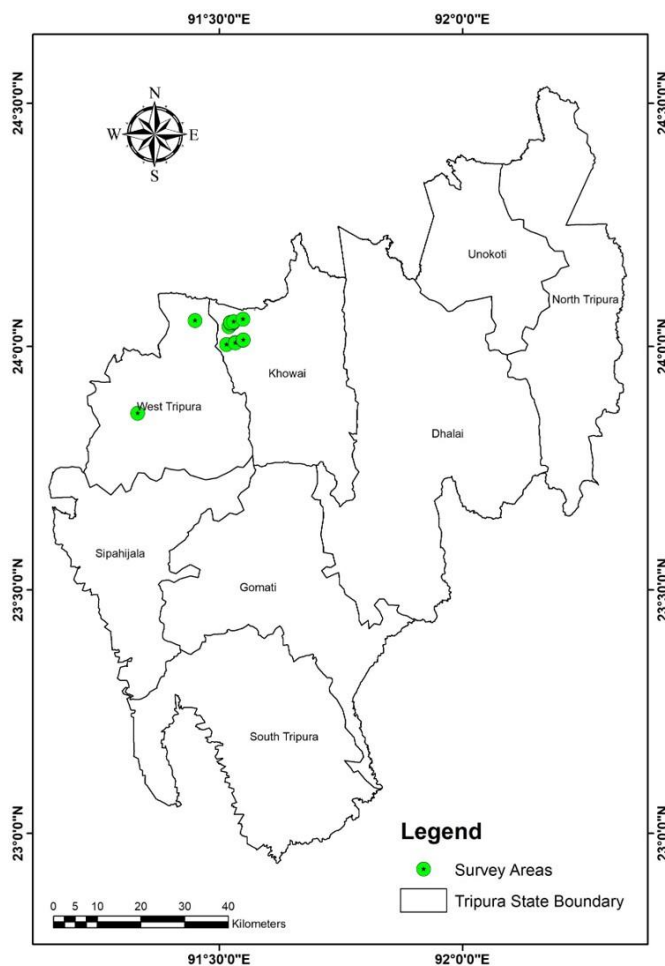 91°30'0"E 92°0'0"E
24°30'0"N 24°30'0"N
N
W E
S
Unokoti
North Tripura
24°0'0"N 24°0'0"N
Khowai
West Tripura
Dhalai
Sipahijala
23°30'0"N 23°30'0"N
Gomati
South Tripura
23°0'0"N 23°0'0"N
Legend
Survey Areas
Tripura State Boundary
0 5 10 20 30 40
Kilometers
91°30'0"E 92°0'0"E